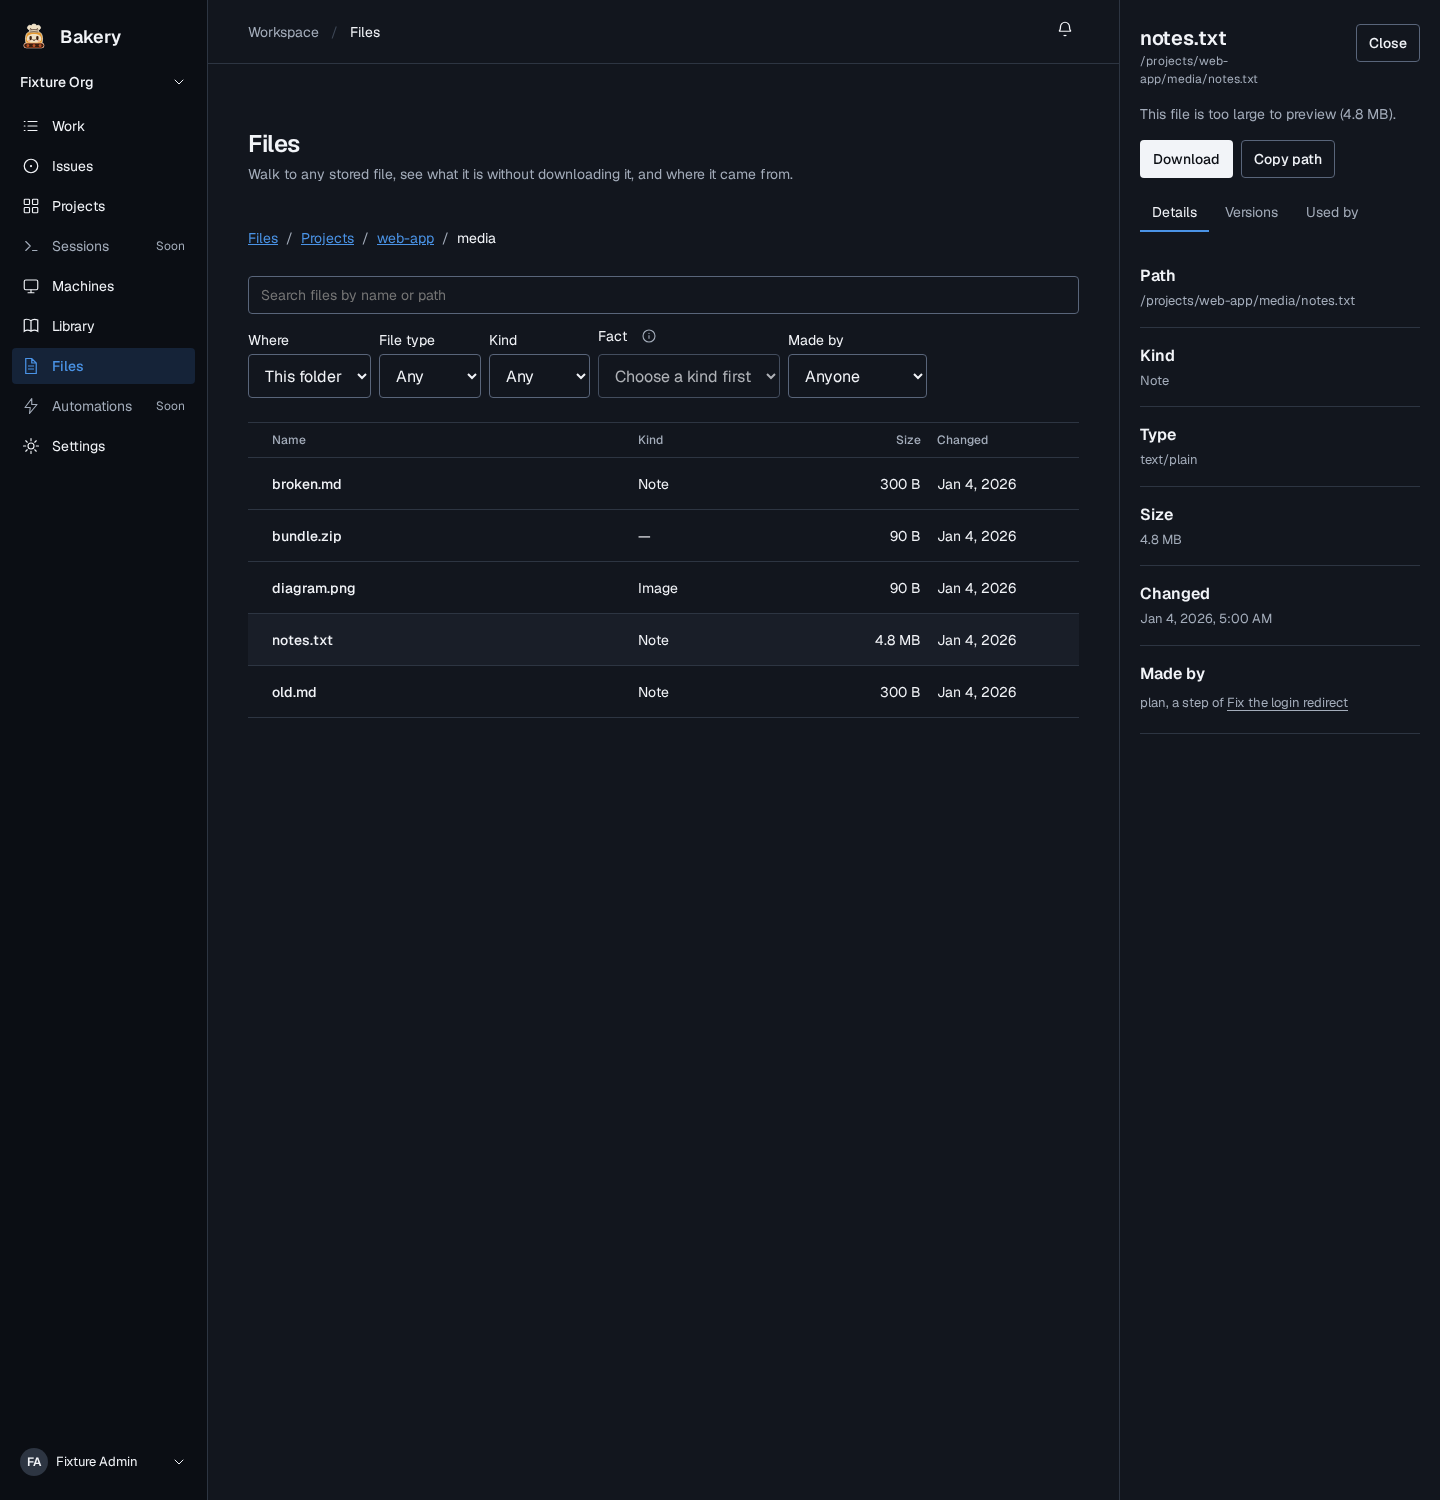 Bakery
Fixture Org
Work
Issues
Projects
Sessions Soon
Machines
Library
Files
Automations Soon
Settings
FA Fixture Admin
Workspace / Files
Files
Walk to any stored file, see what it is without downloading it, and where it came from.
Files / Projects / web-app / media
Search files by name or path
Where File type Kind Fact Made by
This folder Any Any Choose a kind first Anyone
Name Kind Size Changed
broken.md Note 300 B Jan 4, 2026
bundle.zip — 90 B Jan 4, 2026
diagram.png Image 90 B Jan 4, 2026
notes.txt Note 4.8 MB Jan 4, 2026
old.md Note 300 B Jan 4, 2026
notes.txt
Close
/projects/web-
app/media/notes.txt
This file is too large to preview (4.8 MB).
Download Copy path
Details Versions Used by
Path
/projects/web-app/media/notes.txt
Kind
Note
Type
text/plain
Size
4.8 MB
Changed
Jan 4, 2026, 5:00 AM
Made by
plan, a step of Fix the login redirect